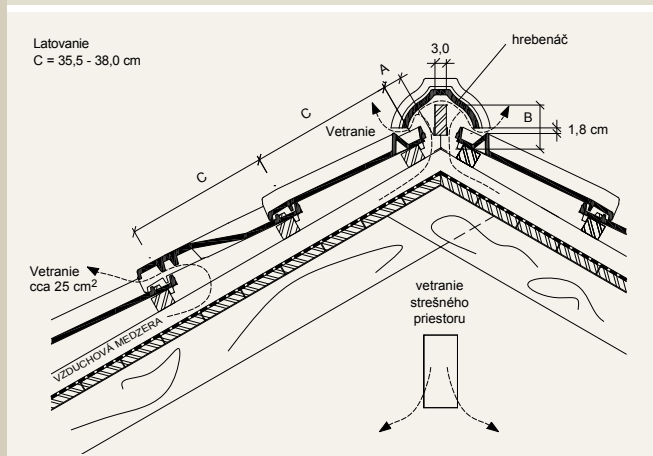 Latovanie
C = 35,5 - 38,0 cm
3,0
hrebenáč
A
C
B
Vetranie
1,8 cm
C
Vetranie
cca 25 cm²
vetranie
strešného
priestoru
VZDUCHOVÁ MEDZERA